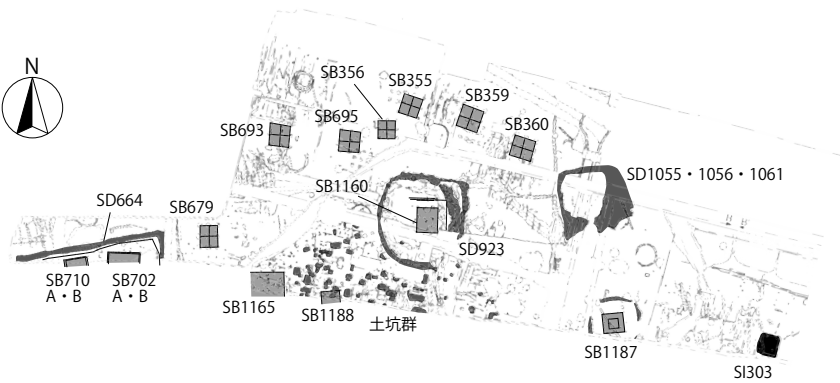 N
SB356
SB355
SB359
SB695
SB693
SB360
SD1055・1056・1061
SB1160
SD664
SB679
SD923
SB710
A・B
SB702
A・B
SB1165
SB1188
土坑群
SB1187
SI303